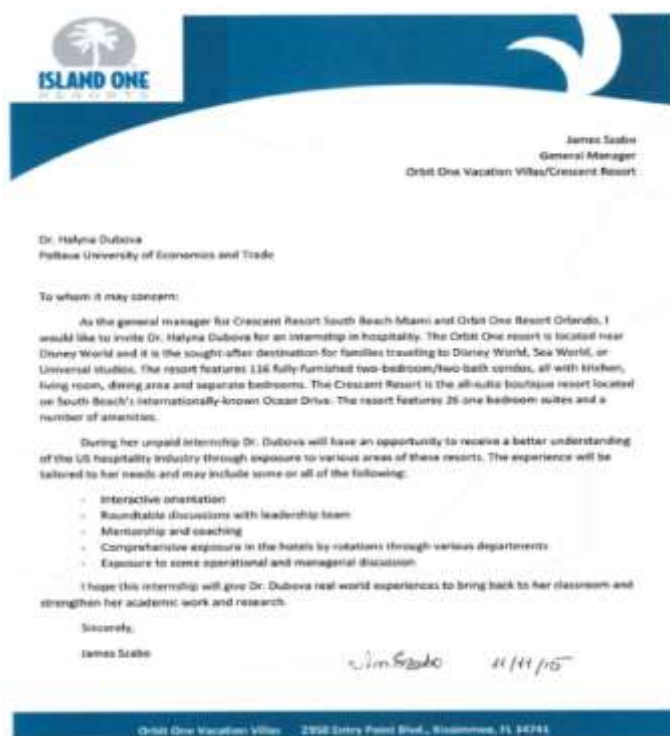 ISLAND ONE
RESORTS
James Szabo
General Manager
Orbit One Vacation Villas/Crescent Resort
Dr. Halyna Dubova
Poltava University of Economics and Trade
To whom it may concern:
As the general manager for Crescent Resort South Beach Miami and Orbit One Resort Orlando, I
would like to invite Dr. Halyna Dubova for an internship in hospitality. The Orbit One resort is located near
Disney World and it is the sought-after destination for families traveling to Disney World, Sea World, or
Universal studios. The resort features 116 fully-furnished two-bedroom/two-bath condos, all with kitchen,
living room, dining area and separate bedrooms. The Crescent Resort is the all-suite boutique resort located
on South Beach's internationally-known Ocean Drive. The resort features 26 one bedroom suites and a
number of amenities.
During her unpaid internship Dr. Dubova will have an opportunity to receive a better understanding
of the US hospitality industry through exposure to various areas of these resorts. The experience will be
tailored to her needs and may include some or all of the following:
- Interactive orientation
- Roundtable discussions with leadership team
- Mentorship and coaching
- Comprehensive exposure in the hotels by rotations through various departments
- Exposure to some operational and managerial discussion
I hope this internship will give Dr. Dubova real world experiences to bring back to her classroom and
strengthen her academic work and research.
Sincerely,
James Szabo
Jim Szabo 11/11/15
Orbit One Vacation Villas 2950 Entry Point Blvd., Kissimmee, FL 34741